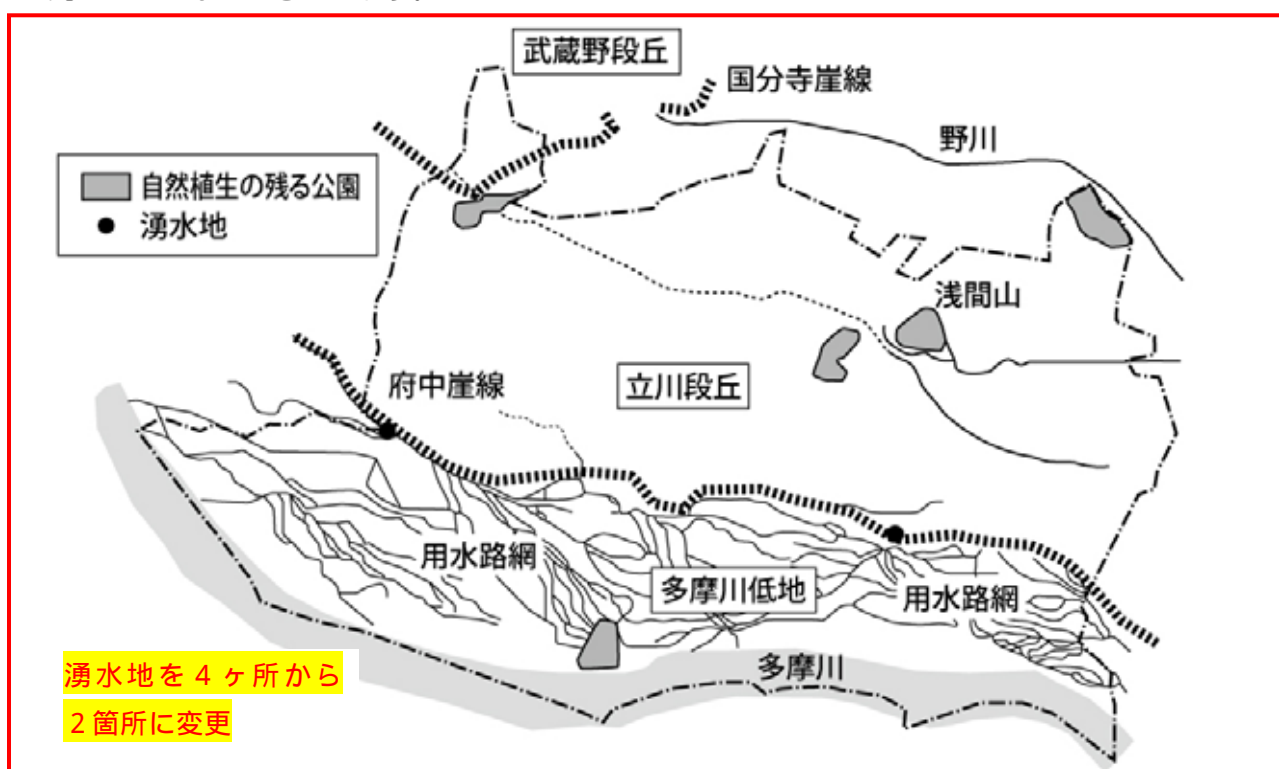 武蔵野段丘
国分寺崖線
野川
自然植生の残る公園
湧水地
浅間山
府中崖線
立川段丘
用水路網
多摩川低地
用水路網
多摩川
湧水地を4ヶ所から
2箇所に変更